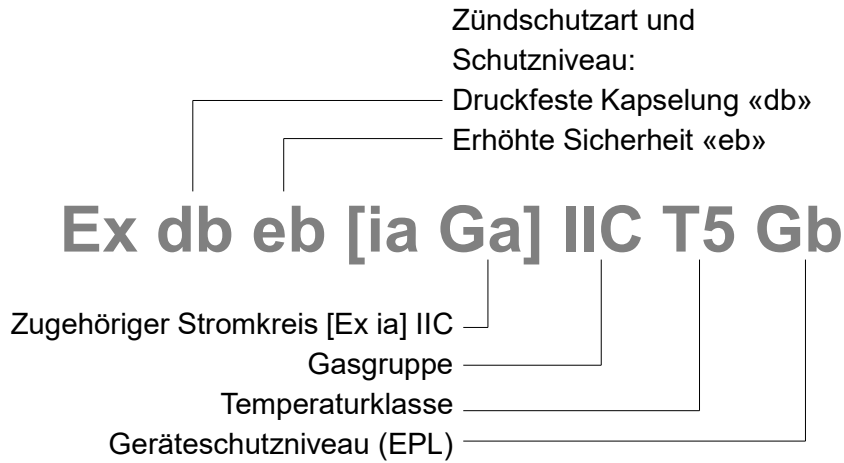 Zündschutzart und
Schutzniveau:
Druckfeste Kapselung «db»
Erhöhte Sicherheit «eb»
Ex db eb [ia Ga] IIC T5 Gb
Zugehöriger Stromkreis [Ex ia] IIC
Gasgruppe
Temperaturklasse
Geräteschutzniveau (EPL)